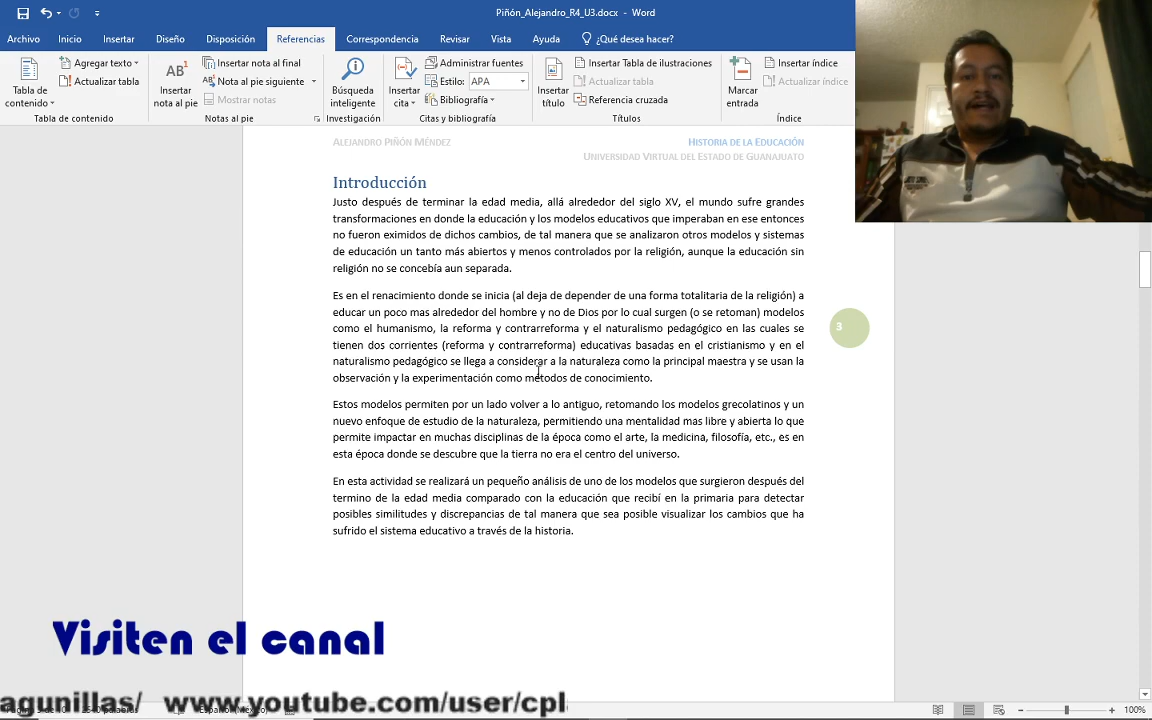 Piñón_Alejandro_R4_U3.docx - Word
Archivo Inicio Insertar Diseño Disposición Referencias Correspondencia Revisar Vista Ayuda ¿Qué desea hacer?
Tabla de contenido
Agregar texto
Actualizar tabla
Tabla de contenido
AB1
Insertar nota al pie
Insertar nota al final
AB Nota al pie siguiente
Mostrar notas
Notas al pie
Búsqueda inteligente
Investigación
Insertar cita
Administrar fuentes
Estilo: APA
Bibliografía
Citas y bibliografía
Insertar título
Insertar Tabla de ilustraciones
Actualizar tabla
Referencia cruzada
Títulos
Marcar entrada
Insertar índice
Actualizar índice
Índice
ALEJANDRO PIÑÓN MÉNDEZ HISTORIA DE LA EDUCACIÓN
UNIVERSIDAD VIRTUAL DEL ESTADO DE GUANAJUATO
Introducción
Justo después de terminar la edad media, allá alrededor del siglo XV, el mundo sufre grandes
transformaciones en donde la educación y los modelos educativos que imperaban en ese entonces
no fueron eximidos de dichos cambios, de tal manera que se analizaron otros modelos y sistemas
de educación un tanto más abiertos y menos controlados por la religión, aunque la educación sin
religión no se concebía aun separada.
Es en el renacimiento donde se inicia (al deja de depender de una forma totalitaria de la religión) a
educar un poco mas alrededor del hombre y no de Dios por lo cual surgen (o se retoman) modelos
como el humanismo, la reforma y contrarreforma y el naturalismo pedagógico en las cuales se
tienen dos corrientes (reforma y contrarreforma) educativas basadas en el cristianismo y en el
naturalismo pedagógico se llega a considerar a la naturaleza como la principal maestra y se usan la
observación y la experimentación como métodos de conocimiento.
3
Estos modelos permiten por un lado volver a lo antiguo, retomando los modelos grecolatinos y un
nuevo enfoque de estudio de la naturaleza, permitiendo una mentalidad mas libre y abierta lo que
permite impactar en muchas disciplinas de la época como el arte, la medicina, filosofía, etc., es en
esta época donde se descubre que la tierra no era el centro del universo.
En esta actividad se realizará un pequeño análisis de uno de los modelos que surgieron después del
termino de la edad media comparado con la educación que recibí en la primaria para detectar
posibles similitudes y discrepancias de tal manera que sea posible visualizar los cambios que ha
sufrido el sistema educativo a través de la historia.
Visiten el canal
agunillas/ www.youtube.com/user/cpl
Español (México) 100%